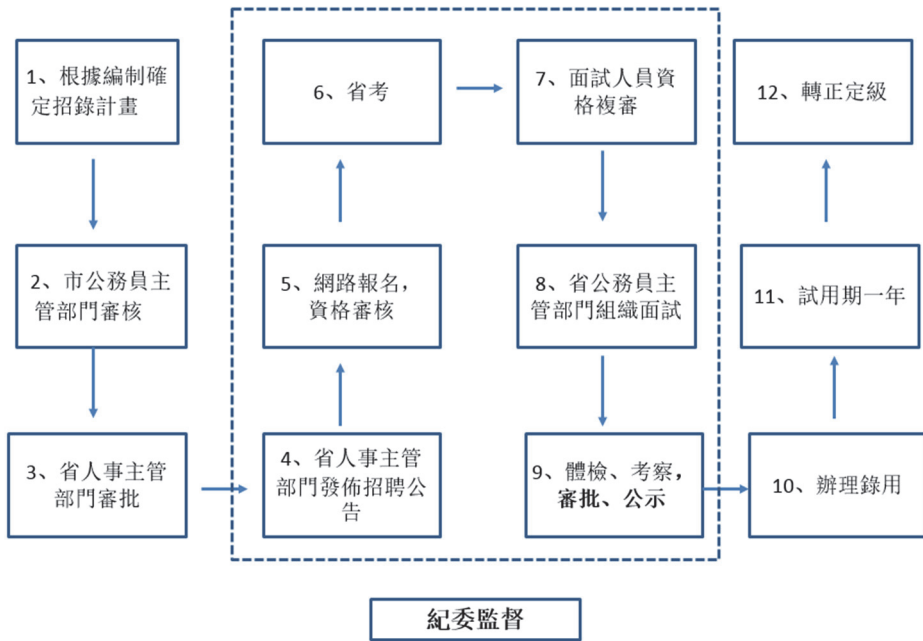 1、根據編制確
定招錄計畫
2、市公務員主
管部門審核
3、省人事主管
部門審批
4、省人事主管
部門發佈招聘公
告
5、網路報名，
資格審核
6、省考
7、面試人員資
格複審
8、省公務員主
管部門組織面試
9、體檢、考察，
審批、公示
10、辦理錄用
11、試用期一年
12、轉正定級
紀委監督